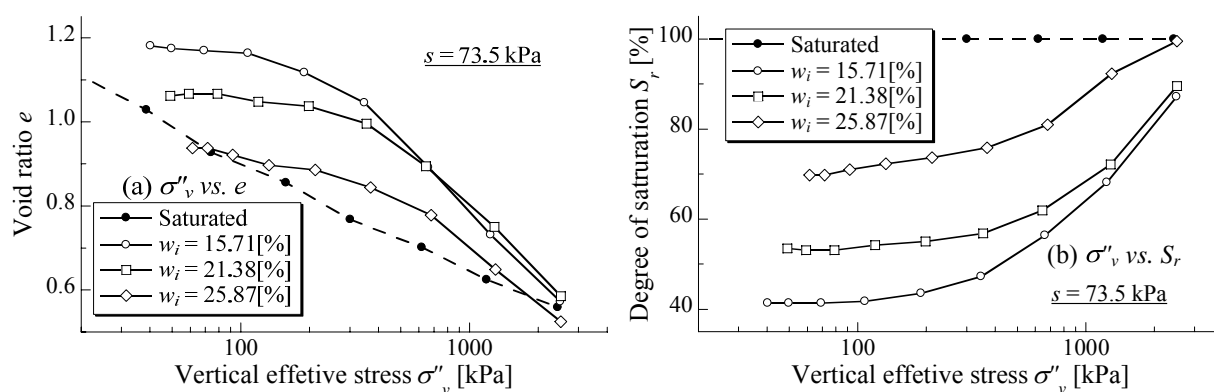 Void ratio e
1.2
1.0
0.8
0.6
s = 73.5 kPa
(a) σ″v vs. e
Saturated
wi = 15.71[%]
wi = 21.38[%]
wi = 25.87[%]
100
1000
Vertical effetive stress σ″v [kPa]
Degree of satruration Sr [%]
100
80
60
40
Saturated
wi = 15.71[%]
wi = 21.38[%]
wi = 25.87[%]
(b) σ″v vs. Sr
s = 73.5 kPa
100
1000
Vertical effetive stress σ″v [kPa]